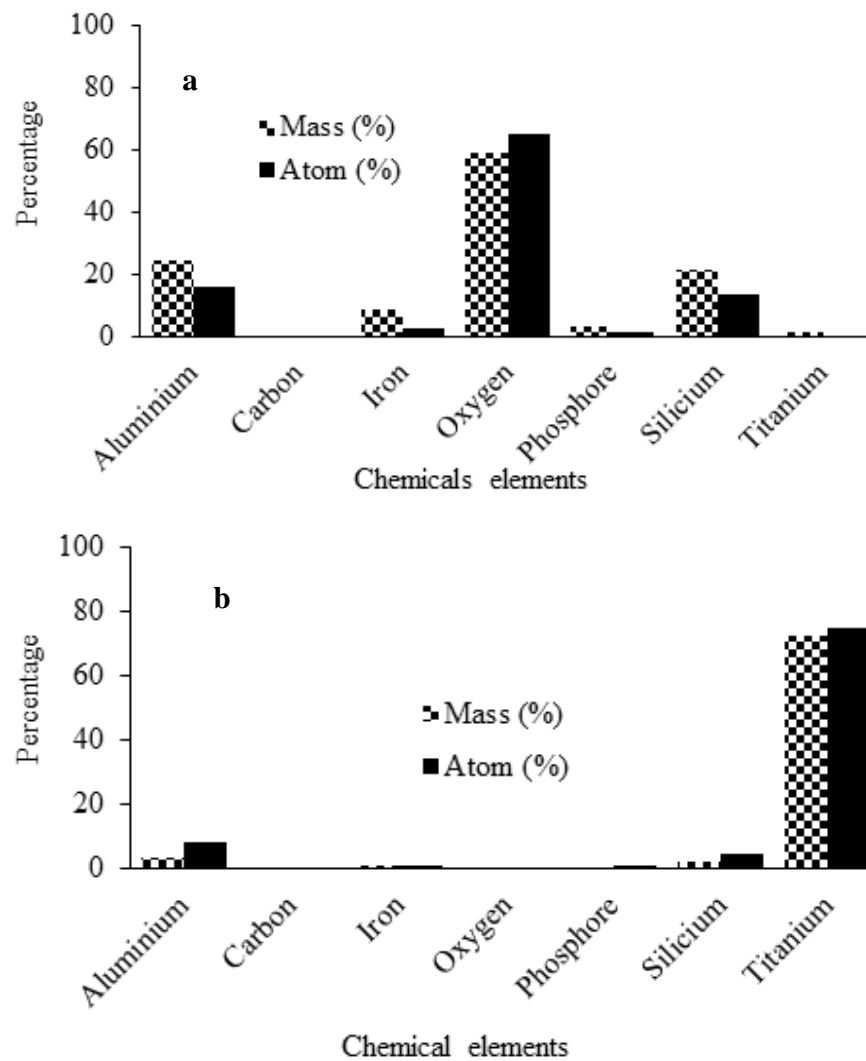 100
a
80
Mass (%)
60
Atom (%)
40
20
0
Percentage
Aluminium
Carbon
Iron
Oxygen
Phosphore
Silicium
Titanium
Chemicals elements
100
b
80
60
Mass (%)
40
Atom (%)
20
0
Percentage
Aluminium
Carbon
Iron
Oxygen
Phosphore
Silicium
Titanium
Chemical elements